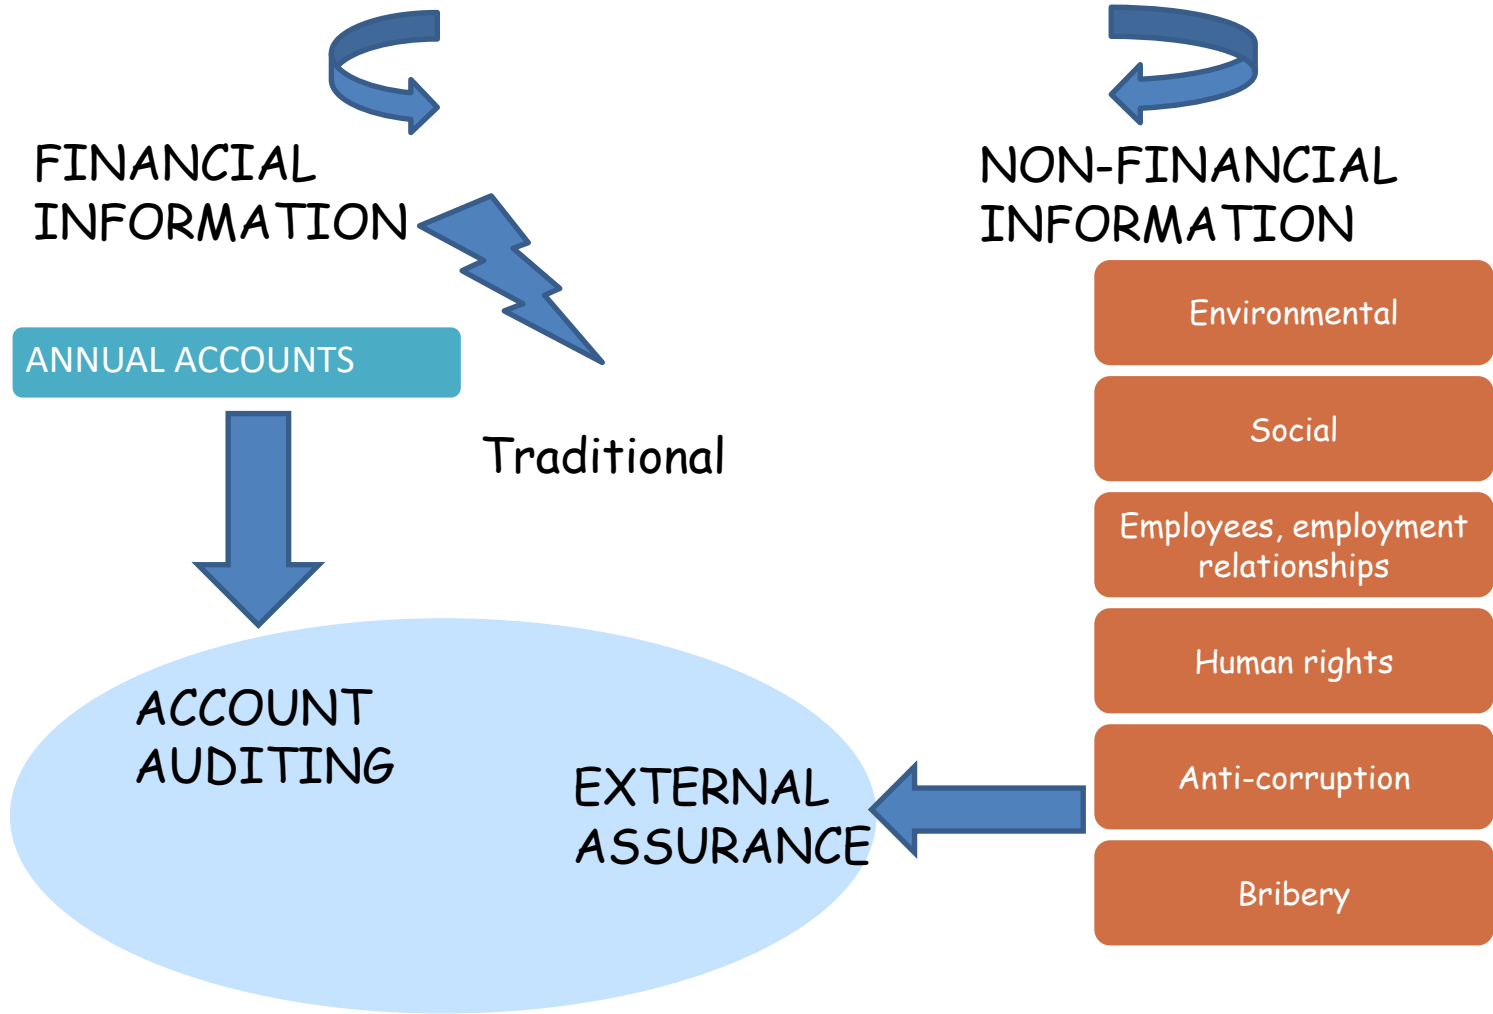 FINANCIAL
INFORMATION
ANNUAL ACCOUNTS
Traditional
ACCOUNT
AUDITING
EXTERNAL
ASSURANCE
NON-FINANCIAL
INFORMATION
Environmental
Social
Employees, employment
relationships
Human rights
Anti-corruption
Bribery